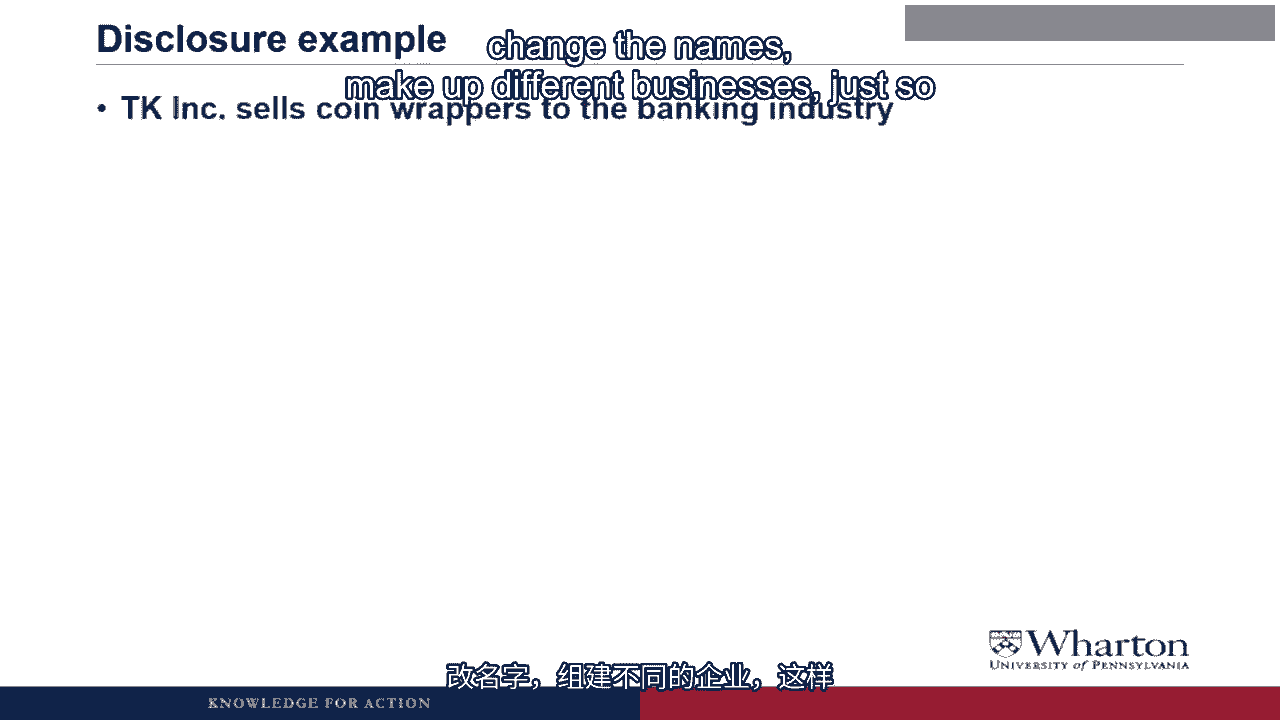 Disclosure example
change the names,
make up different businesses, just so
• TK Inc. sells coin wrappers to the banking industry
Wharton
UNIVERSITY of PENNSYLVANIA
改名字，组建不同的企业，这样
KNOWLEDGE FOR ACTION